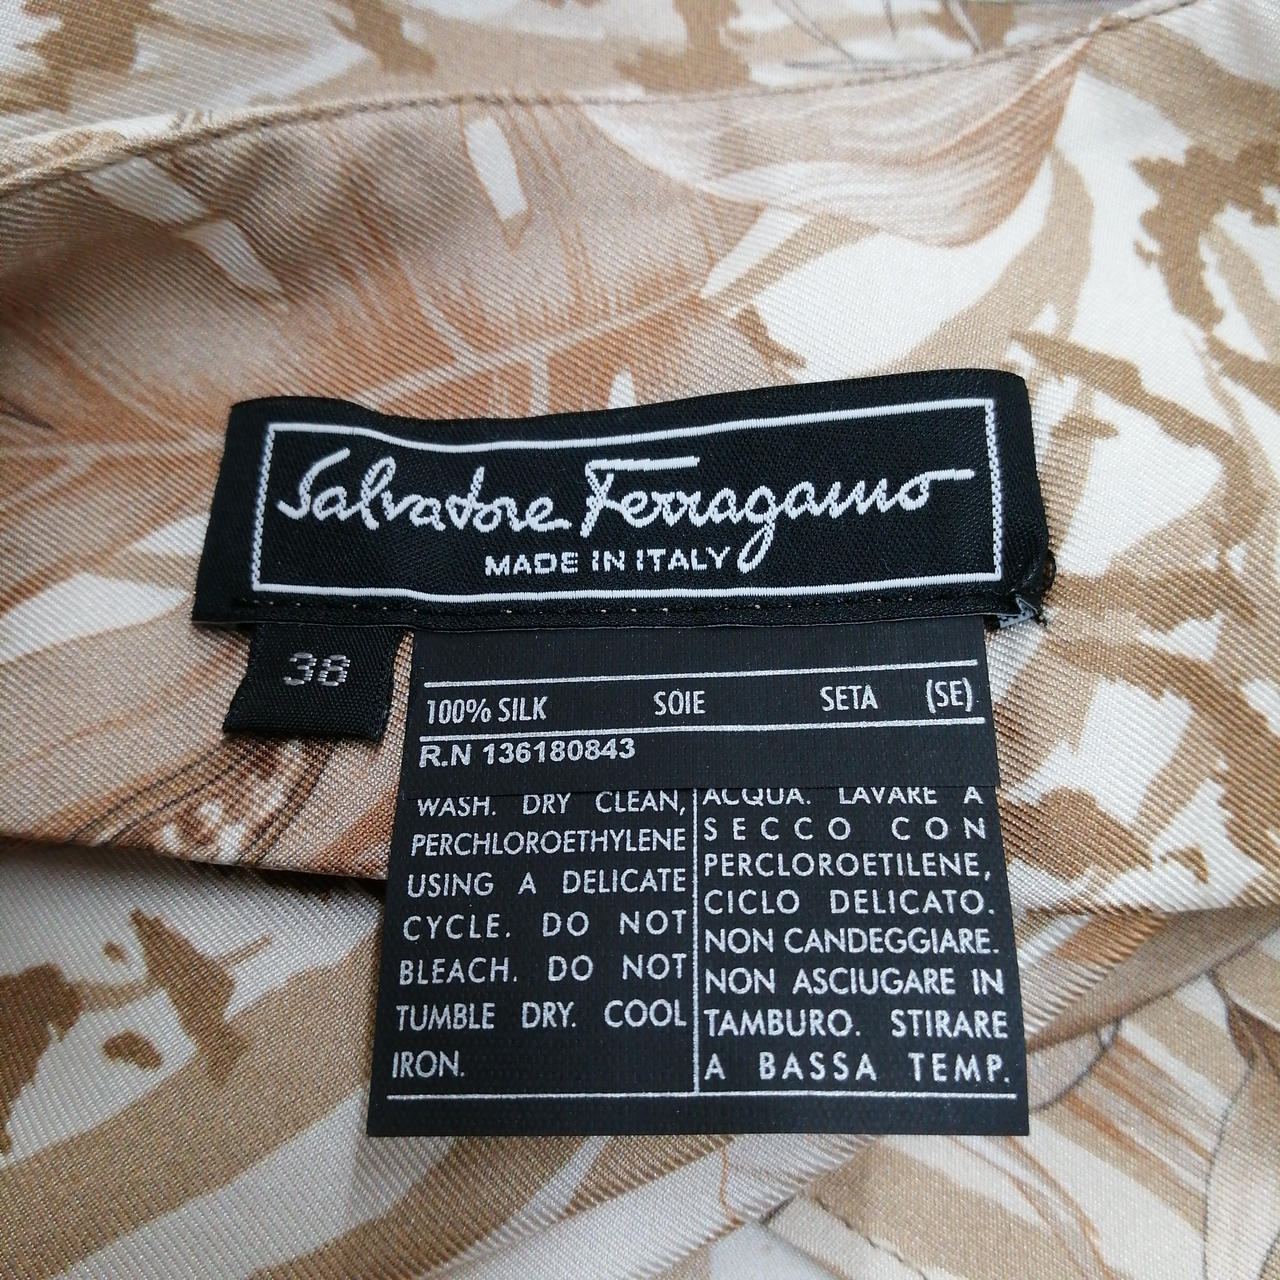 Salvatore Ferragamo
MADE IN ITALY
38
100% SILK SOIE SETA (SE)
R.N 136180843
WASH. DRY CLEAN,
PERCHLOROETHYLENE
USING A DELICATE
CYCLE. DO NOT
BLEACH. DO NOT
TUMBLE DRY. COOL
IRON.
ACQUA. LAVARE A
SECCO CON
PERCLOROETILENE,
CICLO DELICATO.
NON CANDEGGIARE.
NON ASCIUGARE IN
TAMBURO. STIRARE
A BASSA TEMP.